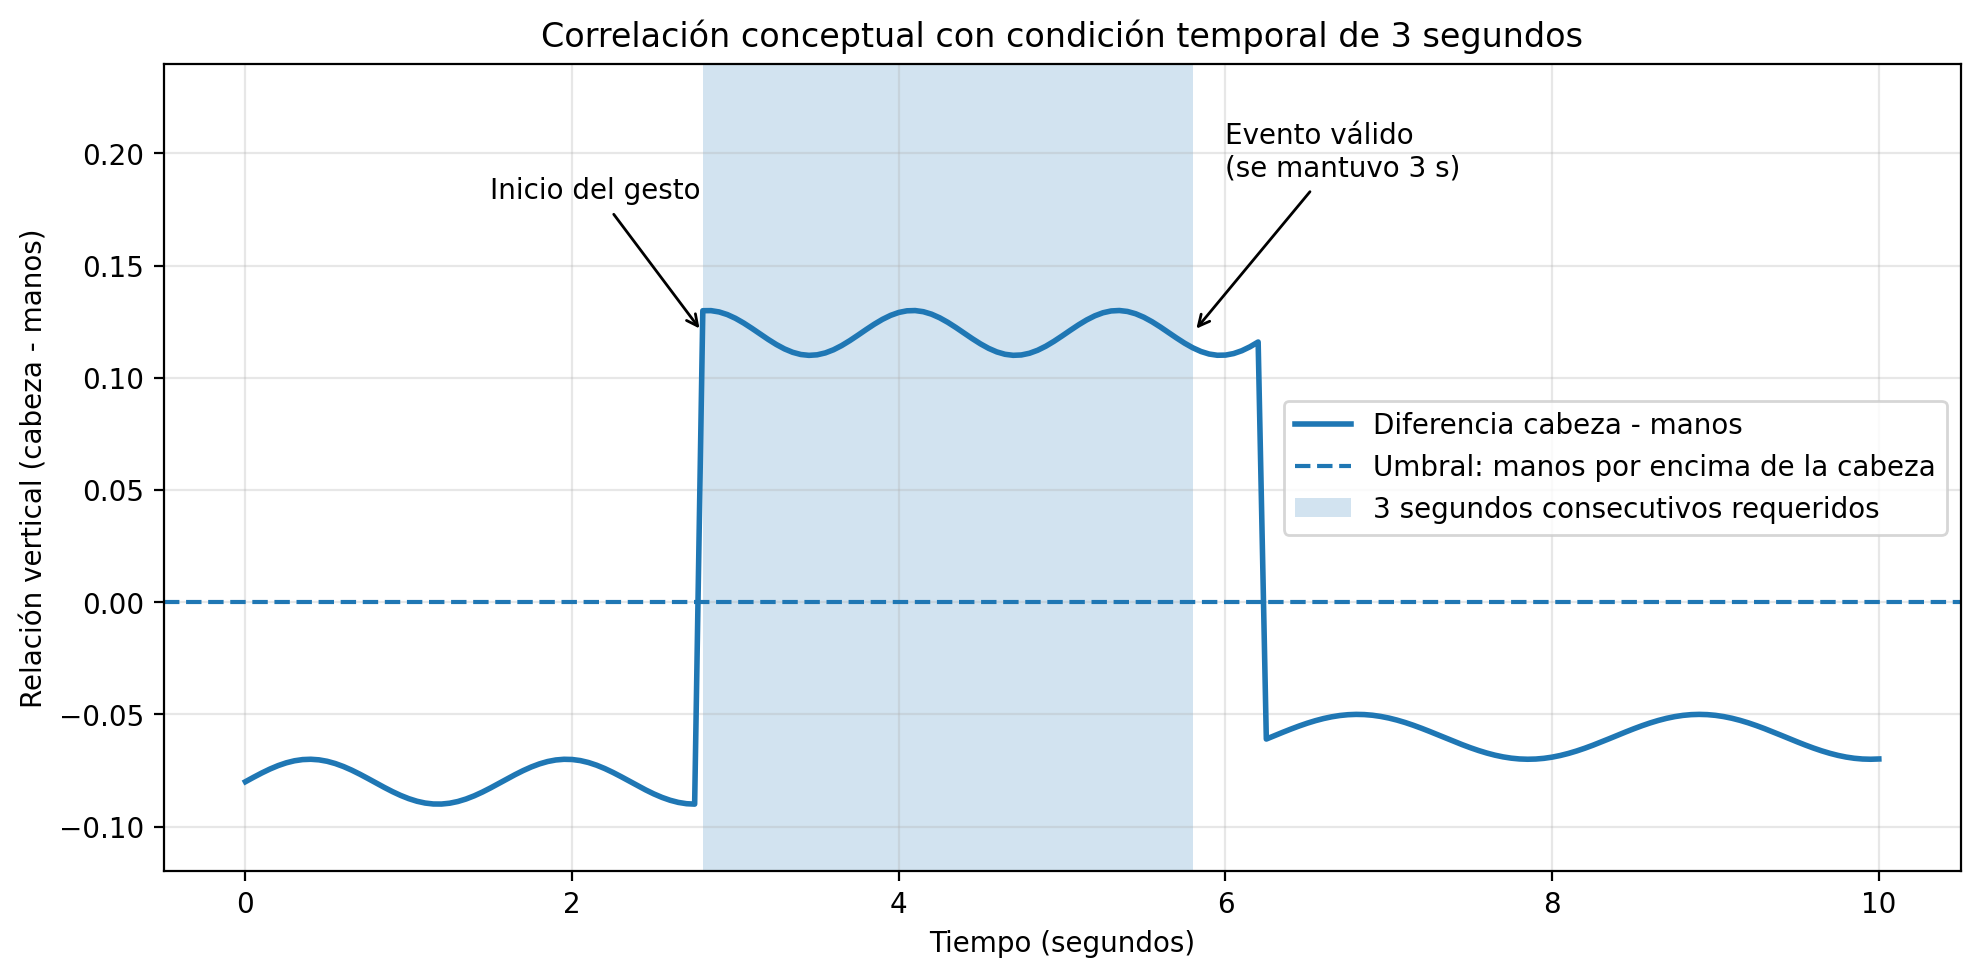 Correlación conceptual con condición temporal de 3 segundos
Relación vertical (cabeza - manos)
0.20
0.15
0.10
0.05
0.00
−0.05
−0.10
Inicio del gesto
Evento válido
(se mantuvo 3 s)
Diferencia cabeza - manos
Umbral: manos por encima de la cabeza
3 segundos consecutivos requeridos
0
2
4
6
8
10
Tiempo (segundos)